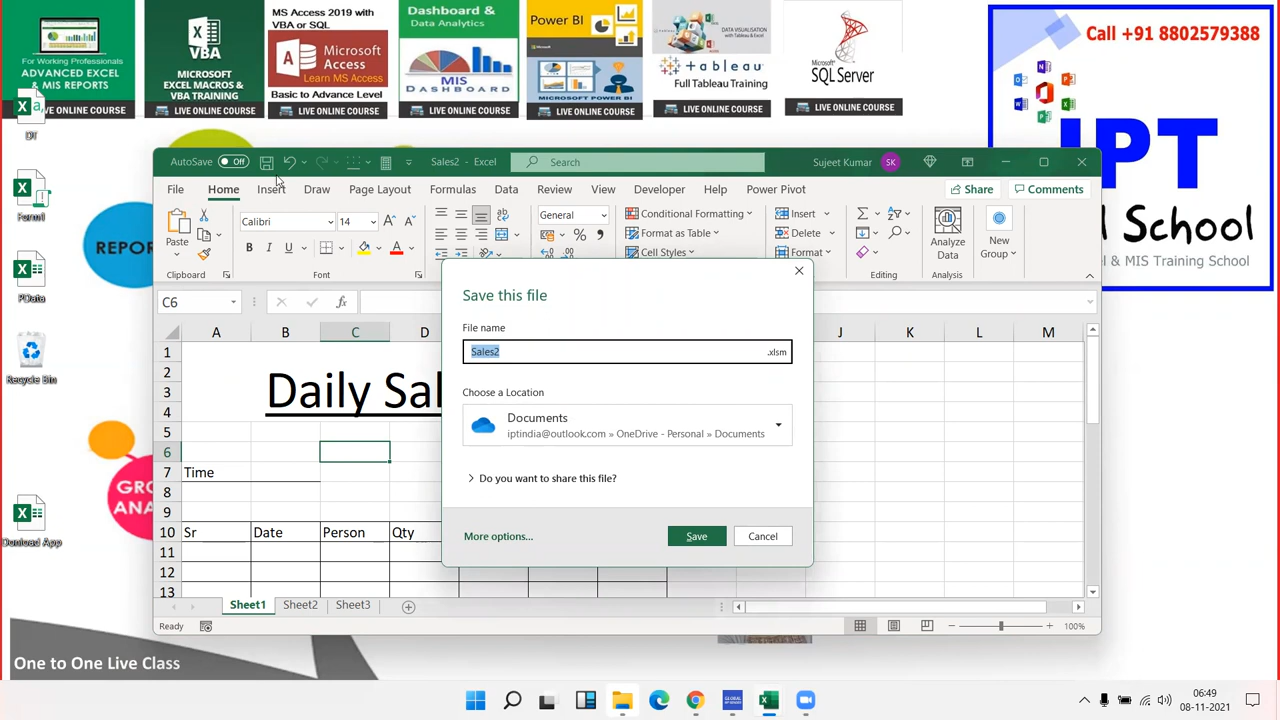 For Working Professionals
ADVANCED EXCEL
& MIS REPORTS
LIVE ONLINE COURSE
VBA
MICROSOFT
EXCEL MACROS &
VBA TRAINING
LIVE ONLINE COURSE
MS Access 2019 with
VBA or SQL
Microsoft
Access
Learn MS Access
Basic to Advance Level
LIVE ONLINE COURSE
Dashboard &
Data Analytics
MIS
DASHBOARD
LIVE ONLINE COURSE
Power BI
MICROSOFT POWER BI
LIVE ONLINE COURSE
DATA VISUALISATION
with Tableau & Excel
+ a b l e a u
Full Tableau Training
LIVE ONLINE COURSE
Microsoft
SQL Server
LIVE ONLINE COURSE
Call +91 8802579388
IPT
l School
el & MIS Training School
DT
Form1
PData
Recycle Bin
Dunload App
REPOR
GRO
ANA
One to One Live Class
AutoSave Off
Sales2 - Excel
Search
Sujeet Kumar SK
File Home Insert Draw Page Layout Formulas Data Review View Developer Help Power Pivot Share Comments
Paste
Clipboard
Calibri 14
B I U
Font
General
Conditional Formatting
Format as Table
Cell Styles
Insert
Delete
Format
Editing
Analyze
Data
Analysis
New
Group
C6 fx
A B C D J K L M
1
2
3 Daily Sal
4
5
6
7 Time
8
9
10 Sr Date Person Qty
11
12
13
Save this file
File name
Sales2 .xlsm
Choose a Location
Documents
iptindia@outlook.com » OneDrive - Personal » Documents
Do you want to share this file?
More options... Save Cancel
Sheet1 Sheet2 Sheet3
Ready 100%
GLOBAL
06:49
08-11-2021